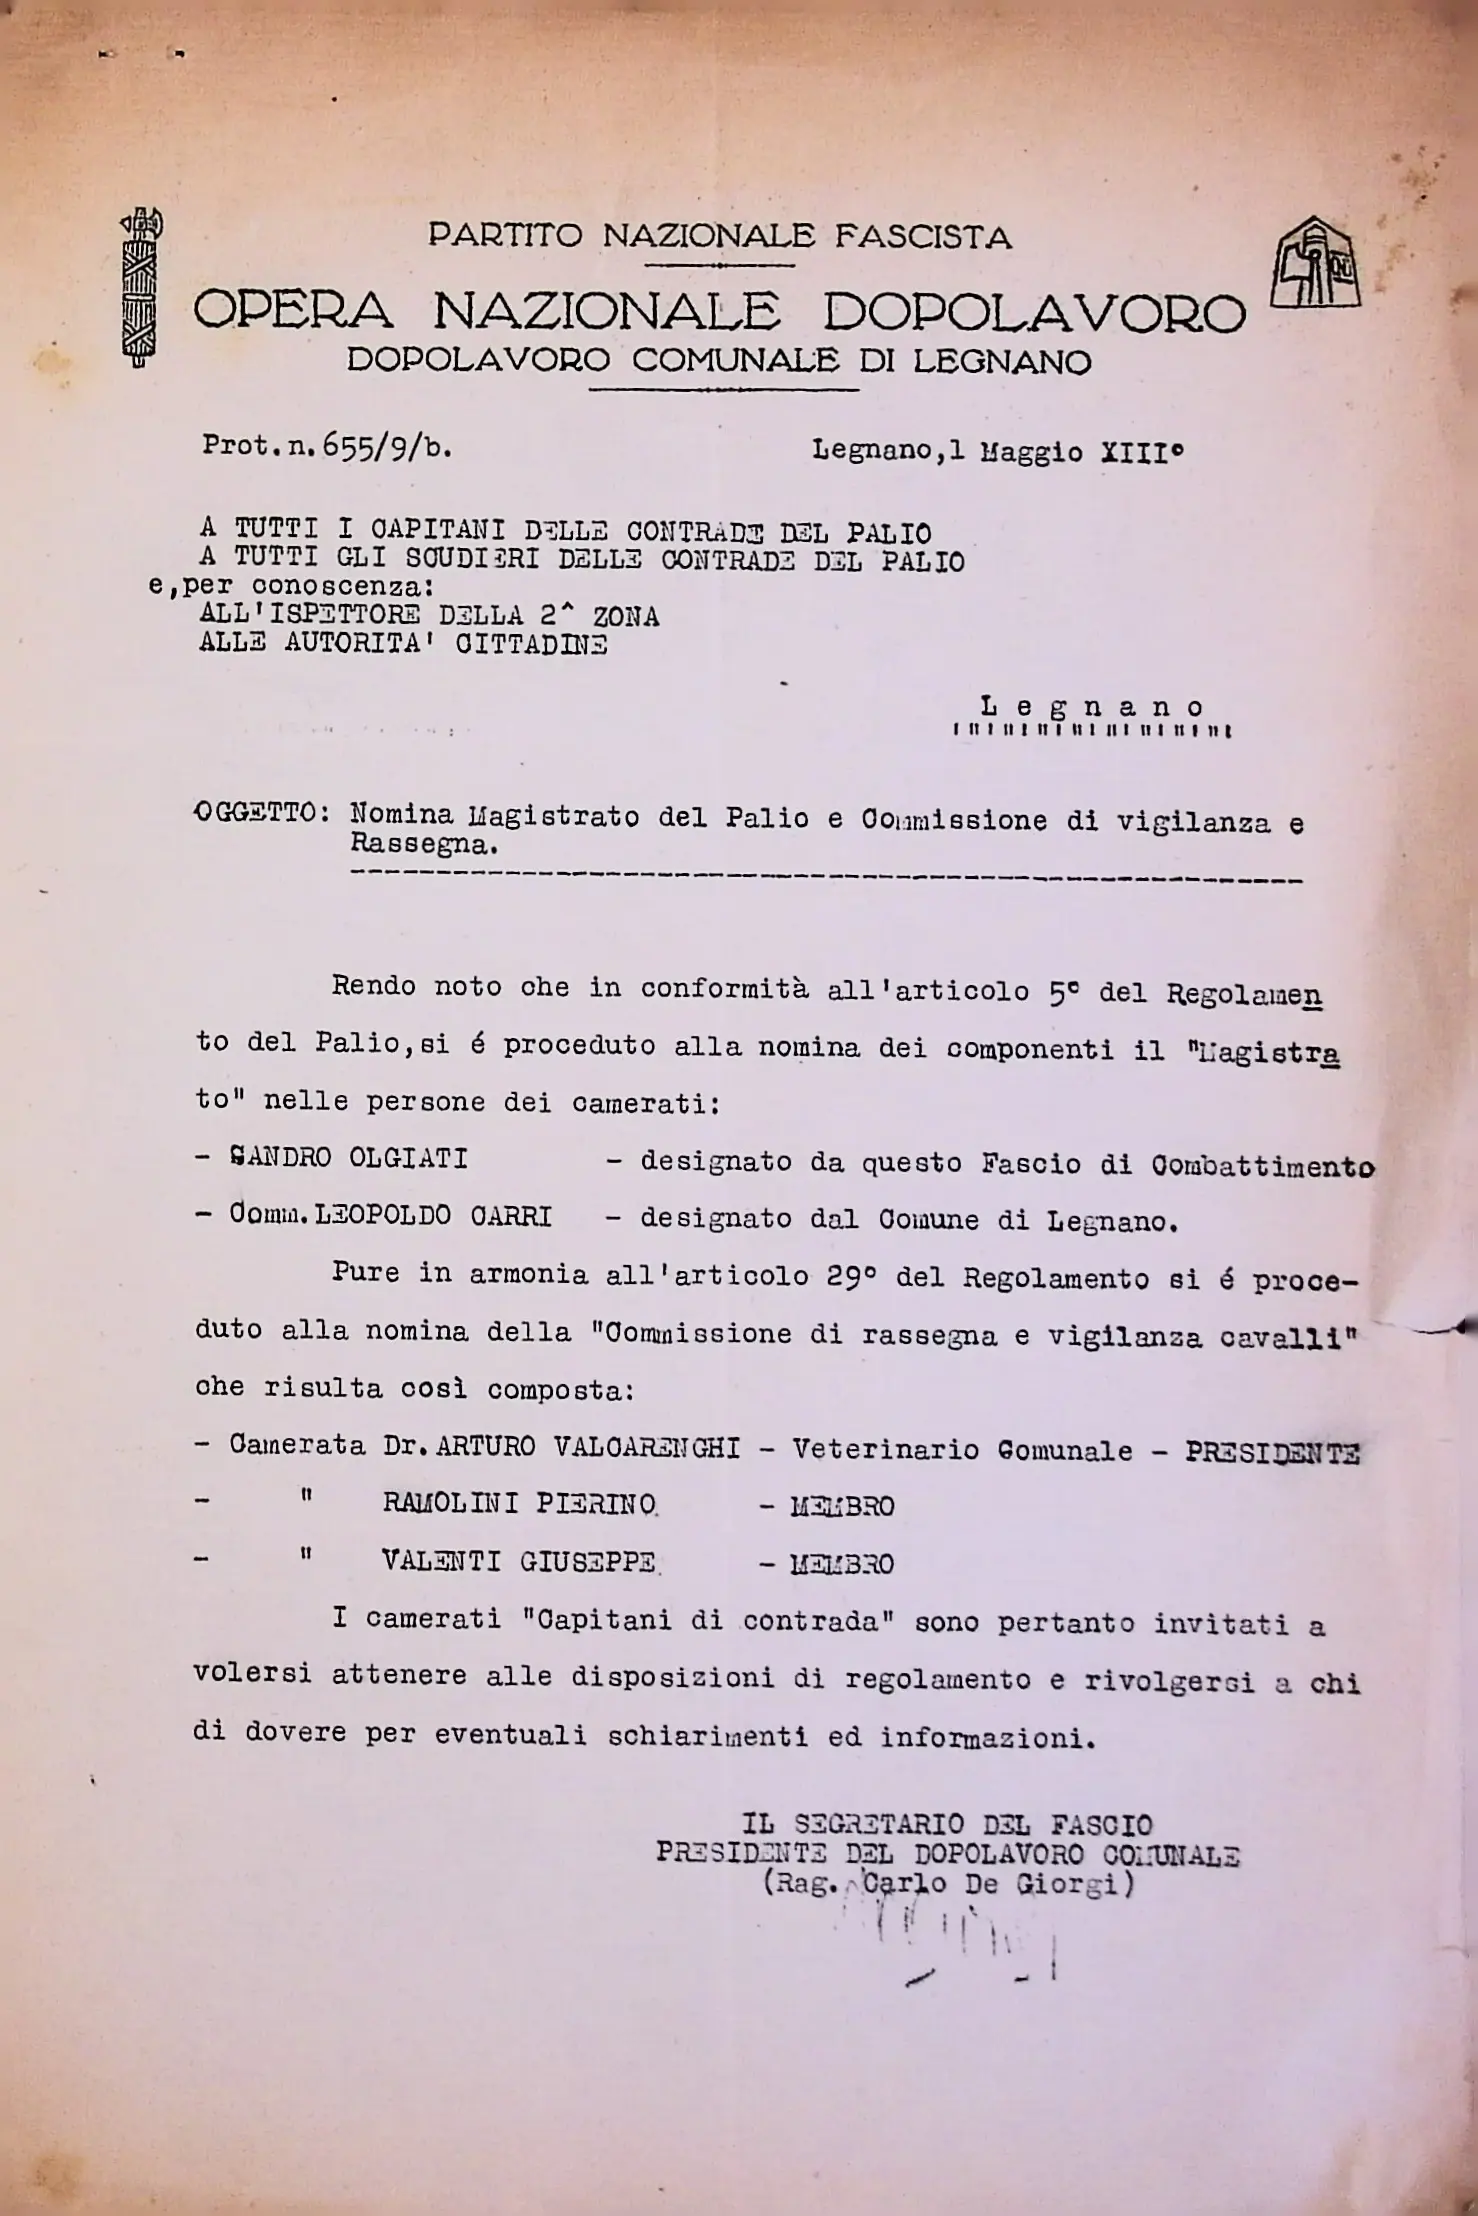 PARTITO NAZIONALE FASCISTA
OPERA NAZIONALE DOPOLAVORO
DOPOLAVORO COMUNALE DI LEGNANO
Prot.n.655/9/b. Legnano,1 Maggio XIII°
A TUTTI I CAPITANI DELLE CONTRADE DEL PALIO
A TUTTI GLI SCUDIERI DELLE CONTRADE DEL PALIO
e,per conoscenza:
ALL'ISPETTORE DELLA 2^ ZONA
ALLE AUTORITA' CITTADINE
Legnano
OGGETTO: Nomina Magistrato del Palio e Commissione di vigilanza e
Rassegna.
Rendo noto che in conformità all'articolo 5° del Regolamen
to del Palio,si é proceduto alla nomina dei componenti il "Magistra
to" nelle persone dei camerati:
- SANDRO OLGIATI - designato da questo Fascio di Combattimento
- Comm.LEOPOLDO CARRI - designato dal Comune di Legnano.
Pure in armonia all'articolo 29° del Regolamento si é proce-
duto alla nomina della "Commissione di rassegna e vigilanza cavalli"
che risulta così composta:
- Camerata Dr.ARTURO VALCARENGHI - Veterinario Comunale - PRESIDENTE
- " RAMOLINI PIERINO. - MEMBRO
- " VALENTI GIUSEPPE. - MEMBRO
I camerati "Capitani di contrada" sono pertanto invitati a
volersi attenere alle disposizioni di regolamento e rivolgersi a chi
di dovere per eventuali schiarimenti ed informazioni.
IL SEGRETARIO DEL FASCIO
PRESIDENTE DEL DOPOLAVORO COMUNALE
(Rag. Carlo De Giorgi)